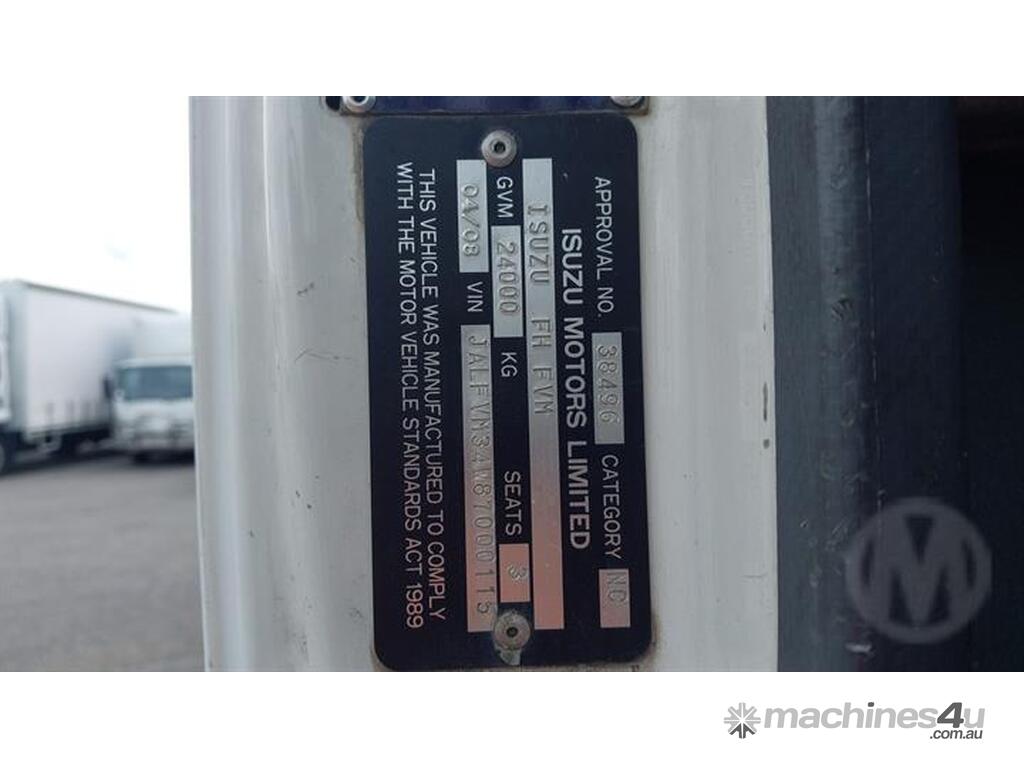 APPROVAL NO. 38496 CATEGORY NC
ISUZU MOTORS LIMITED
ISUZU FH FVM
GVM 24000 KG SEATS 3
04/08 VIN JALFVM34W87000115
THIS VEHICLE WAS MANUFACTURED TO COMPLY
WITH THE MOTOR VEHICLE STANDARDS ACT 1989
M
machines4u
.com.au